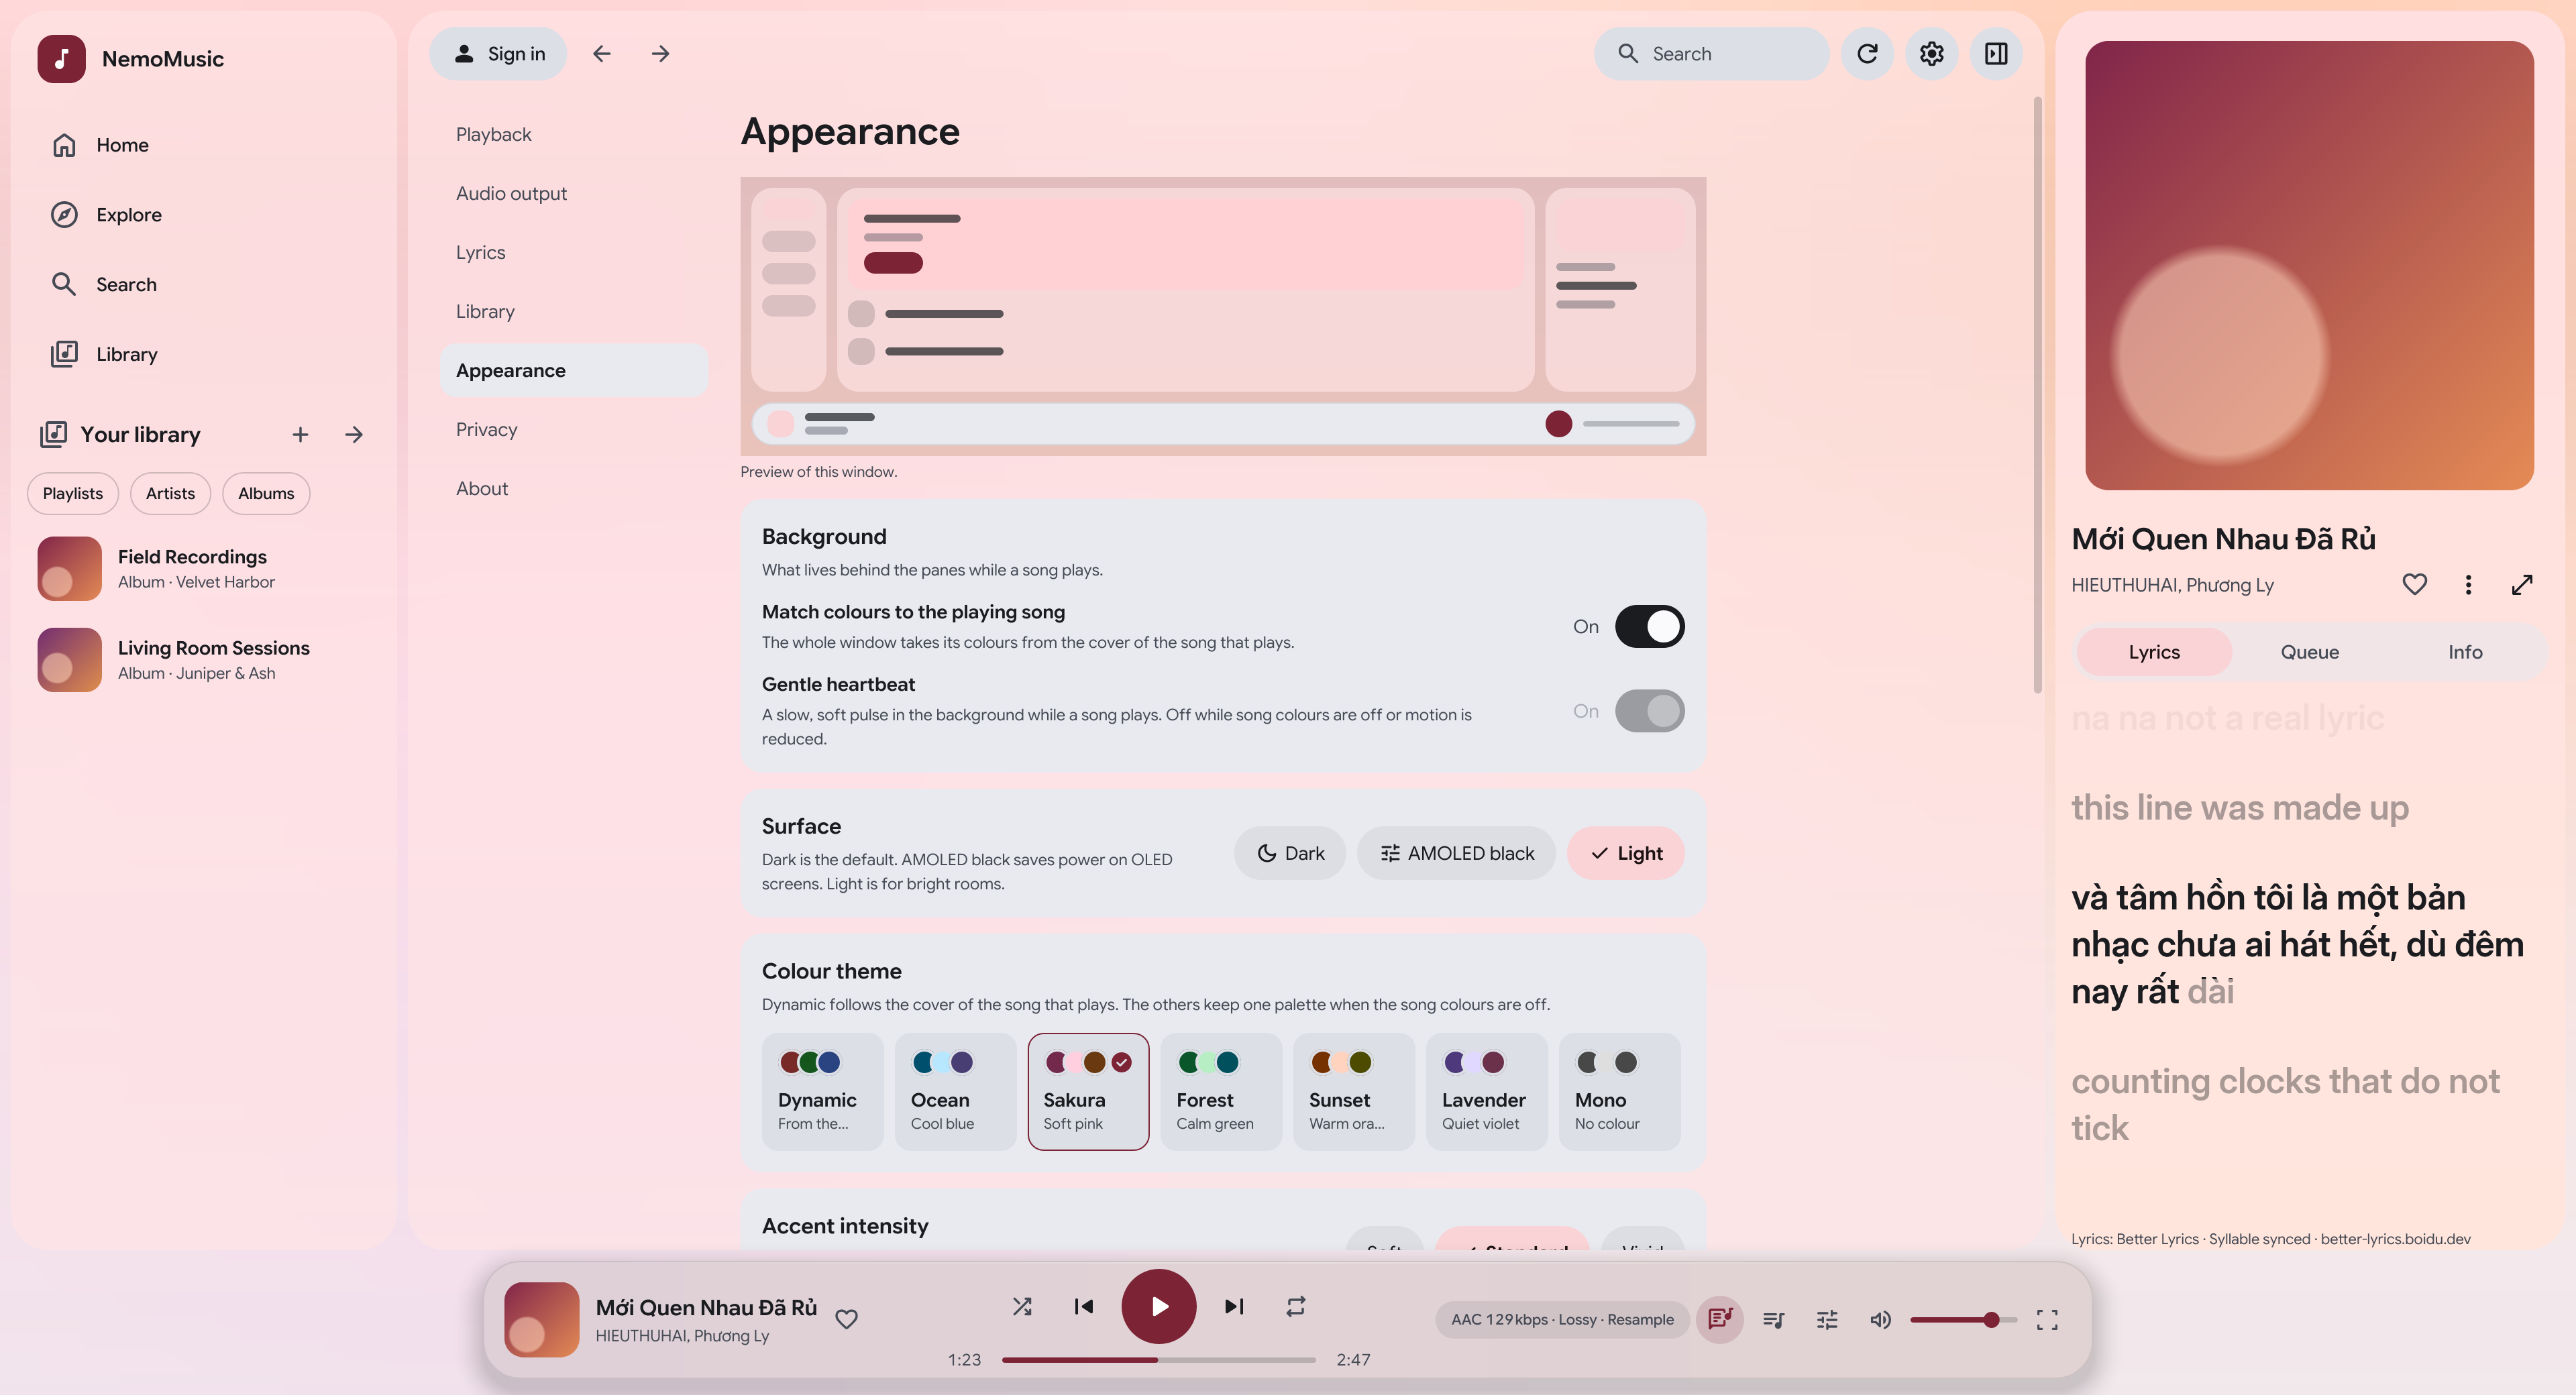 NemoMusic
Home
Explore
Search
Library
Your library
Playlists
Artists
Albums
Field Recordings
Album · Velvet Harbor
Living Room Sessions
Album · Juniper & Ash
Sign in
Search
Playback
Audio output
Lyrics
Library
Appearance
Privacy
About
Appearance
Preview of this window.
Background
What lives behind the panes while a song plays.
Match colours to the playing song
The whole window takes its colours from the cover of the song that plays.
On
Gentle heartbeat
A slow, soft pulse in the background while a song plays. Off while song colours are off or motion is
reduced.
On
Surface
Dark is the default. AMOLED black saves power on OLED
screens. Light is for bright rooms.
Dark
AMOLED black
Light
Colour theme
Dynamic follows the cover of the song that plays. The others keep one palette when the song colours are off.
Dynamic
From the...
Ocean
Cool blue
Sakura
Soft pink
Forest
Calm green
Sunset
Warm ora...
Lavender
Quiet violet
Mono
No colour
Accent intensity
Soft
Standard
Vivid
Mới Quen Nhau Đã Rủ
HIEUTHUHAI, Phương Ly
Lyrics
Queue
Info
na na not a real lyric
this line was made up
và tâm hồn tôi là một bản
nhạc chưa ai hát hết, dù đêm
nay rất dài
counting clocks that do not
tick
Lyrics: Better Lyrics · Syllable synced · better-lyrics.boidu.dev
Mới Quen Nhau Đã Rủ
HIEUTHUHAI, Phương Ly
1:23
2:47
AAC 129 kbps · Lossy · Resample